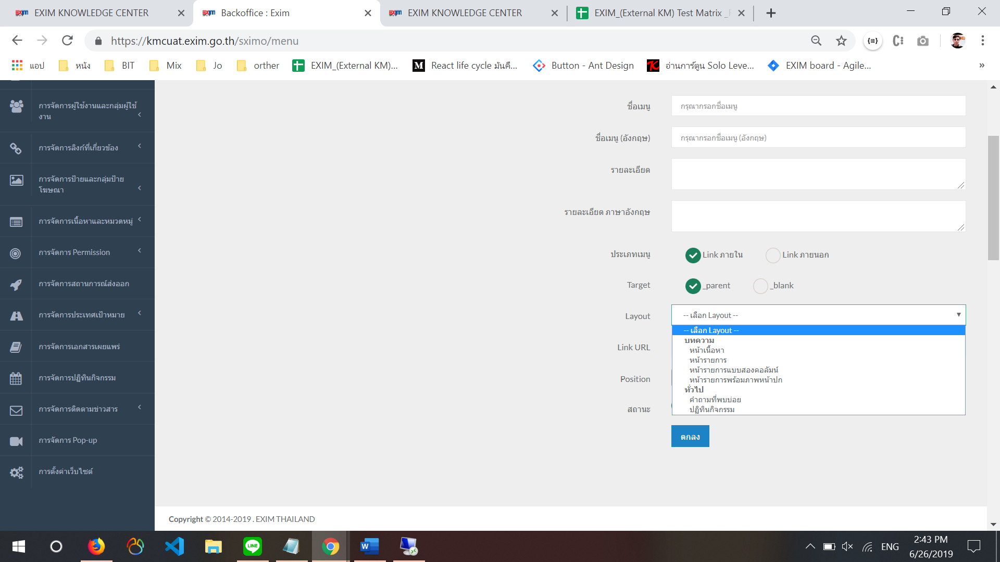 EXIM KNOWLEDGE CENTER
Backoffice : Exim
EXIM KNOWLEDGE CENTER
EXIM_(External KM) Test Matrix _
https://kmcuat.exim.go.th/sximo/menu
แอป
หนัง
BIT
Mix
Jo
orther
EXIM_(External KM)...
React life cycle มันคื...
Button - Ant Design
อ่านการ์ตูน Solo Leve...
EXIM board - Agile...
»
การจัดการผู้ใช้งานและกลุ่มผู้ใช้
งาน
การจัดการลิงก์ที่เกี่ยวข้อง
การจัดการป้ายและกลุ่มป้าย
โฆษณา
การจัดการเนื้อหาและหมวดหมู่
การจัดการ Permission
การจัดการสถานการณ์ส่งออก
การจัดการประเทศเป้าหมาย
การจัดการเอกสารเผยแพร่
การจัดการปฏิทินกิจกรรม
การจัดการติดตามข่าวสาร
การจัดการ Pop-up
การตั้งค่าเว็บไซต์
ชื่อเมนู
กรุณากรอกชื่อเมนู
ชื่อเมนู (อังกฤษ)
กรุณากรอกชื่อเมนู (อังกฤษ)
รายละเอียด
รายละเอียด ภาษาอังกฤษ
ประเภทเมนู
Link ภายใน
Link ภายนอก
Target
_parent
_blank
Layout
-- เลือก Layout --
-- เลือก Layout --
บทความ
หน้าเนื้อหา
หน้ารายการ
หน้ารายการแบบสองคอลัมน์
หน้ารายการพร้อมภาพหน้าปก
ทั่วไป
คำถามที่พบบ่อย
ปฏิทินกิจกรรม
Link URL
Position
สถานะ
ตกลง
Copyright © 2014-2019 . EXIM THAILAND
LINE
ENG
2:43 PM
6/26/2019